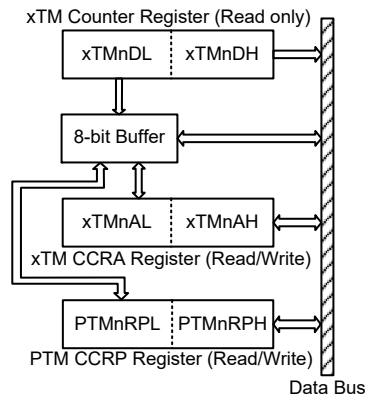 xTM Counter Register (Read only)
xTMnDL xTMnDH
8-bit Buffer
xTMnAL xTMnAH
xTM CCRA Register (Read/Write)
PTMnRPL PTMnRPH
PTM CCRP Register (Read/Write)
Data Bus